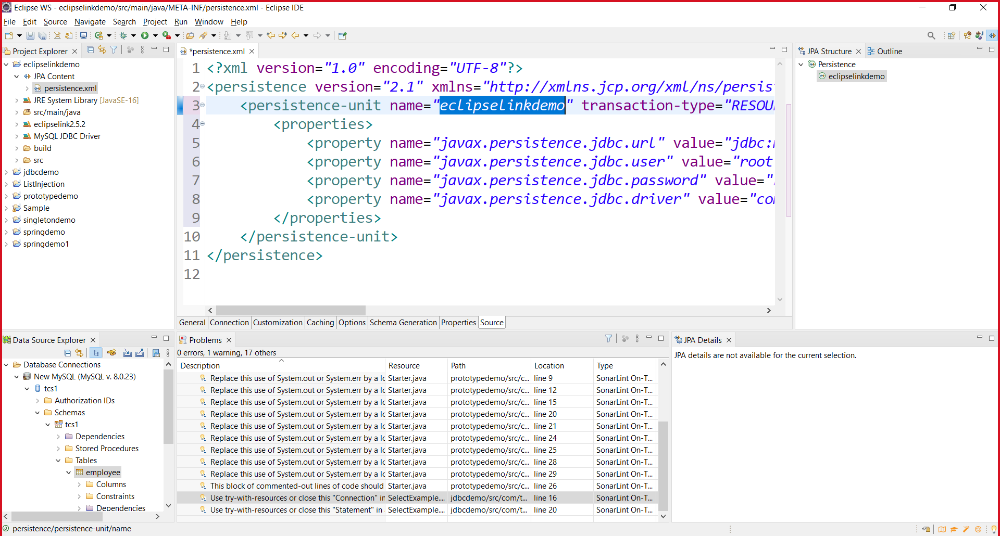 Eclipse WS - eclipselinkdemo/src/main/java/META-INF/persistence.xml - Eclipse IDE
File Edit Source Navigate Search Project Run Window Help
Project Explorer
eclipselinkdemo
JPA Content
persistence.xml
JRE System Library [JavaSE-16]
src/main/java
eclipselink2.5.2
MySQL JDBC Driver
build
src
jdbcdemo
ListInjection
prototypedemo
Sample
singletondemo
springdemo
springdemo1
*persistence.xml
1 <?xml version="1.0" encoding="UTF-8"?>
2 <persistence version="2.1" xmlns="http://xmlns.jcp.org/xml/ns/persis
3 <persistence-unit name="eclipselinkdemo" transaction-type="RESOU
4 <properties>
5 <property name="javax.persistence.jdbc.url" value="jdbc:
6 <property name="javax.persistence.jdbc.user" value="root
7 <property name="javax.persistence.jdbc.password" value="
8 <property name="javax.persistence.jdbc.driver" value="co
9 </properties>
10 </persistence-unit>
11 </persistence>
12
General Connection Customization Caching Options Schema Generation Properties Source
JPA Structure Outline
Persistence
eclipselinkdemo
Data Source Explorer
Database Connections
New MySQL (MySQL v. 8.0.23)
tcs1
Authorization IDs
Schemas
tcs1
Dependencies
Stored Procedures
Tables
employee
Columns
Constraints
Dependencies
Problems
0 errors, 1 warning, 17 others
Description Resource Path Location Type
Replace this use of System.out or System.err by a lo Starter.java prototypedemo/src/c... line 9 SonarLint On-T...
Replace this use of System.out or System.err by a lo Starter.java prototypedemo/src/c... line 12 SonarLint On-T...
Replace this use of System.out or System.err by a lo Starter.java prototypedemo/src/c... line 15 SonarLint On-T...
Replace this use of System.out or System.err by a lo Starter.java prototypedemo/src/c... line 20 SonarLint On-T...
Replace this use of System.out or System.err by a lo Starter.java prototypedemo/src/c... line 21 SonarLint On-T...
Replace this use of System.out or System.err by a lo Starter.java prototypedemo/src/c... line 24 SonarLint On-T...
Replace this use of System.out or System.err by a lo Starter.java prototypedemo/src/c... line 25 SonarLint On-T...
Replace this use of System.out or System.err by a lo Starter.java prototypedemo/src/c... line 28 SonarLint On-T...
Replace this use of System.out or System.err by a lo Starter.java prototypedemo/src/c... line 29 SonarLint On-T...
This block of commented-out lines of code should Starter.java prototypedemo/src/c... line 26 SonarLint On-T...
Use try-with-resources or close this "Connection" in SelectExample.... jdbcdemo/src/com/t... line 16 SonarLint On-T...
Use try-with-resources or close this "Statement" in SelectExample.... jdbcdemo/src/com/t... line 20 SonarLint On-T...
JPA Details
JPA details are not available for the current selection.
persistence/persistence-unit/name